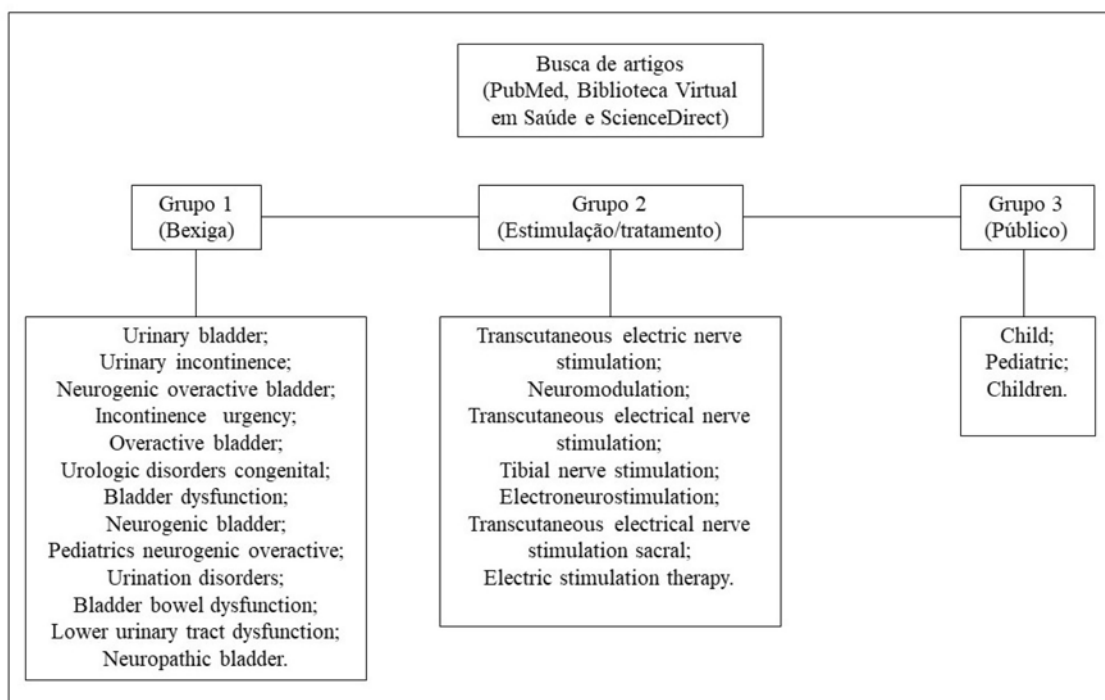 Busca de artigos
(PubMed, Biblioteca Virtual
em Saúde e ScienceDirect)
Grupo 1
(Bexiga)
Grupo 2
(Estimulação/tratamento)
Grupo 3
(Público)
Urinary bladder;
Urinary incontinence;
Neurogenic overactive bladder;
Incontinence urgency;
Overactive bladder;
Urologic disorders congenital;
Bladder dysfunction;
Neurogenic bladder;
Pediatrics neurogenic overactive;
Urination disorders;
Bladder bowel dysfunction;
Lower urinary tract dysfunction;
Neuropathic bladder.
Transcutaneous electric nerve
stimulation;
Neuromodulation;
Transcutaneous electrical nerve
stimulation;
Tibial nerve stimulation;
Electroneurostimulation;
Transcutaneous electrical nerve
stimulation sacral;
Electric stimulation therapy.
Child;
Pediatric;
Children.